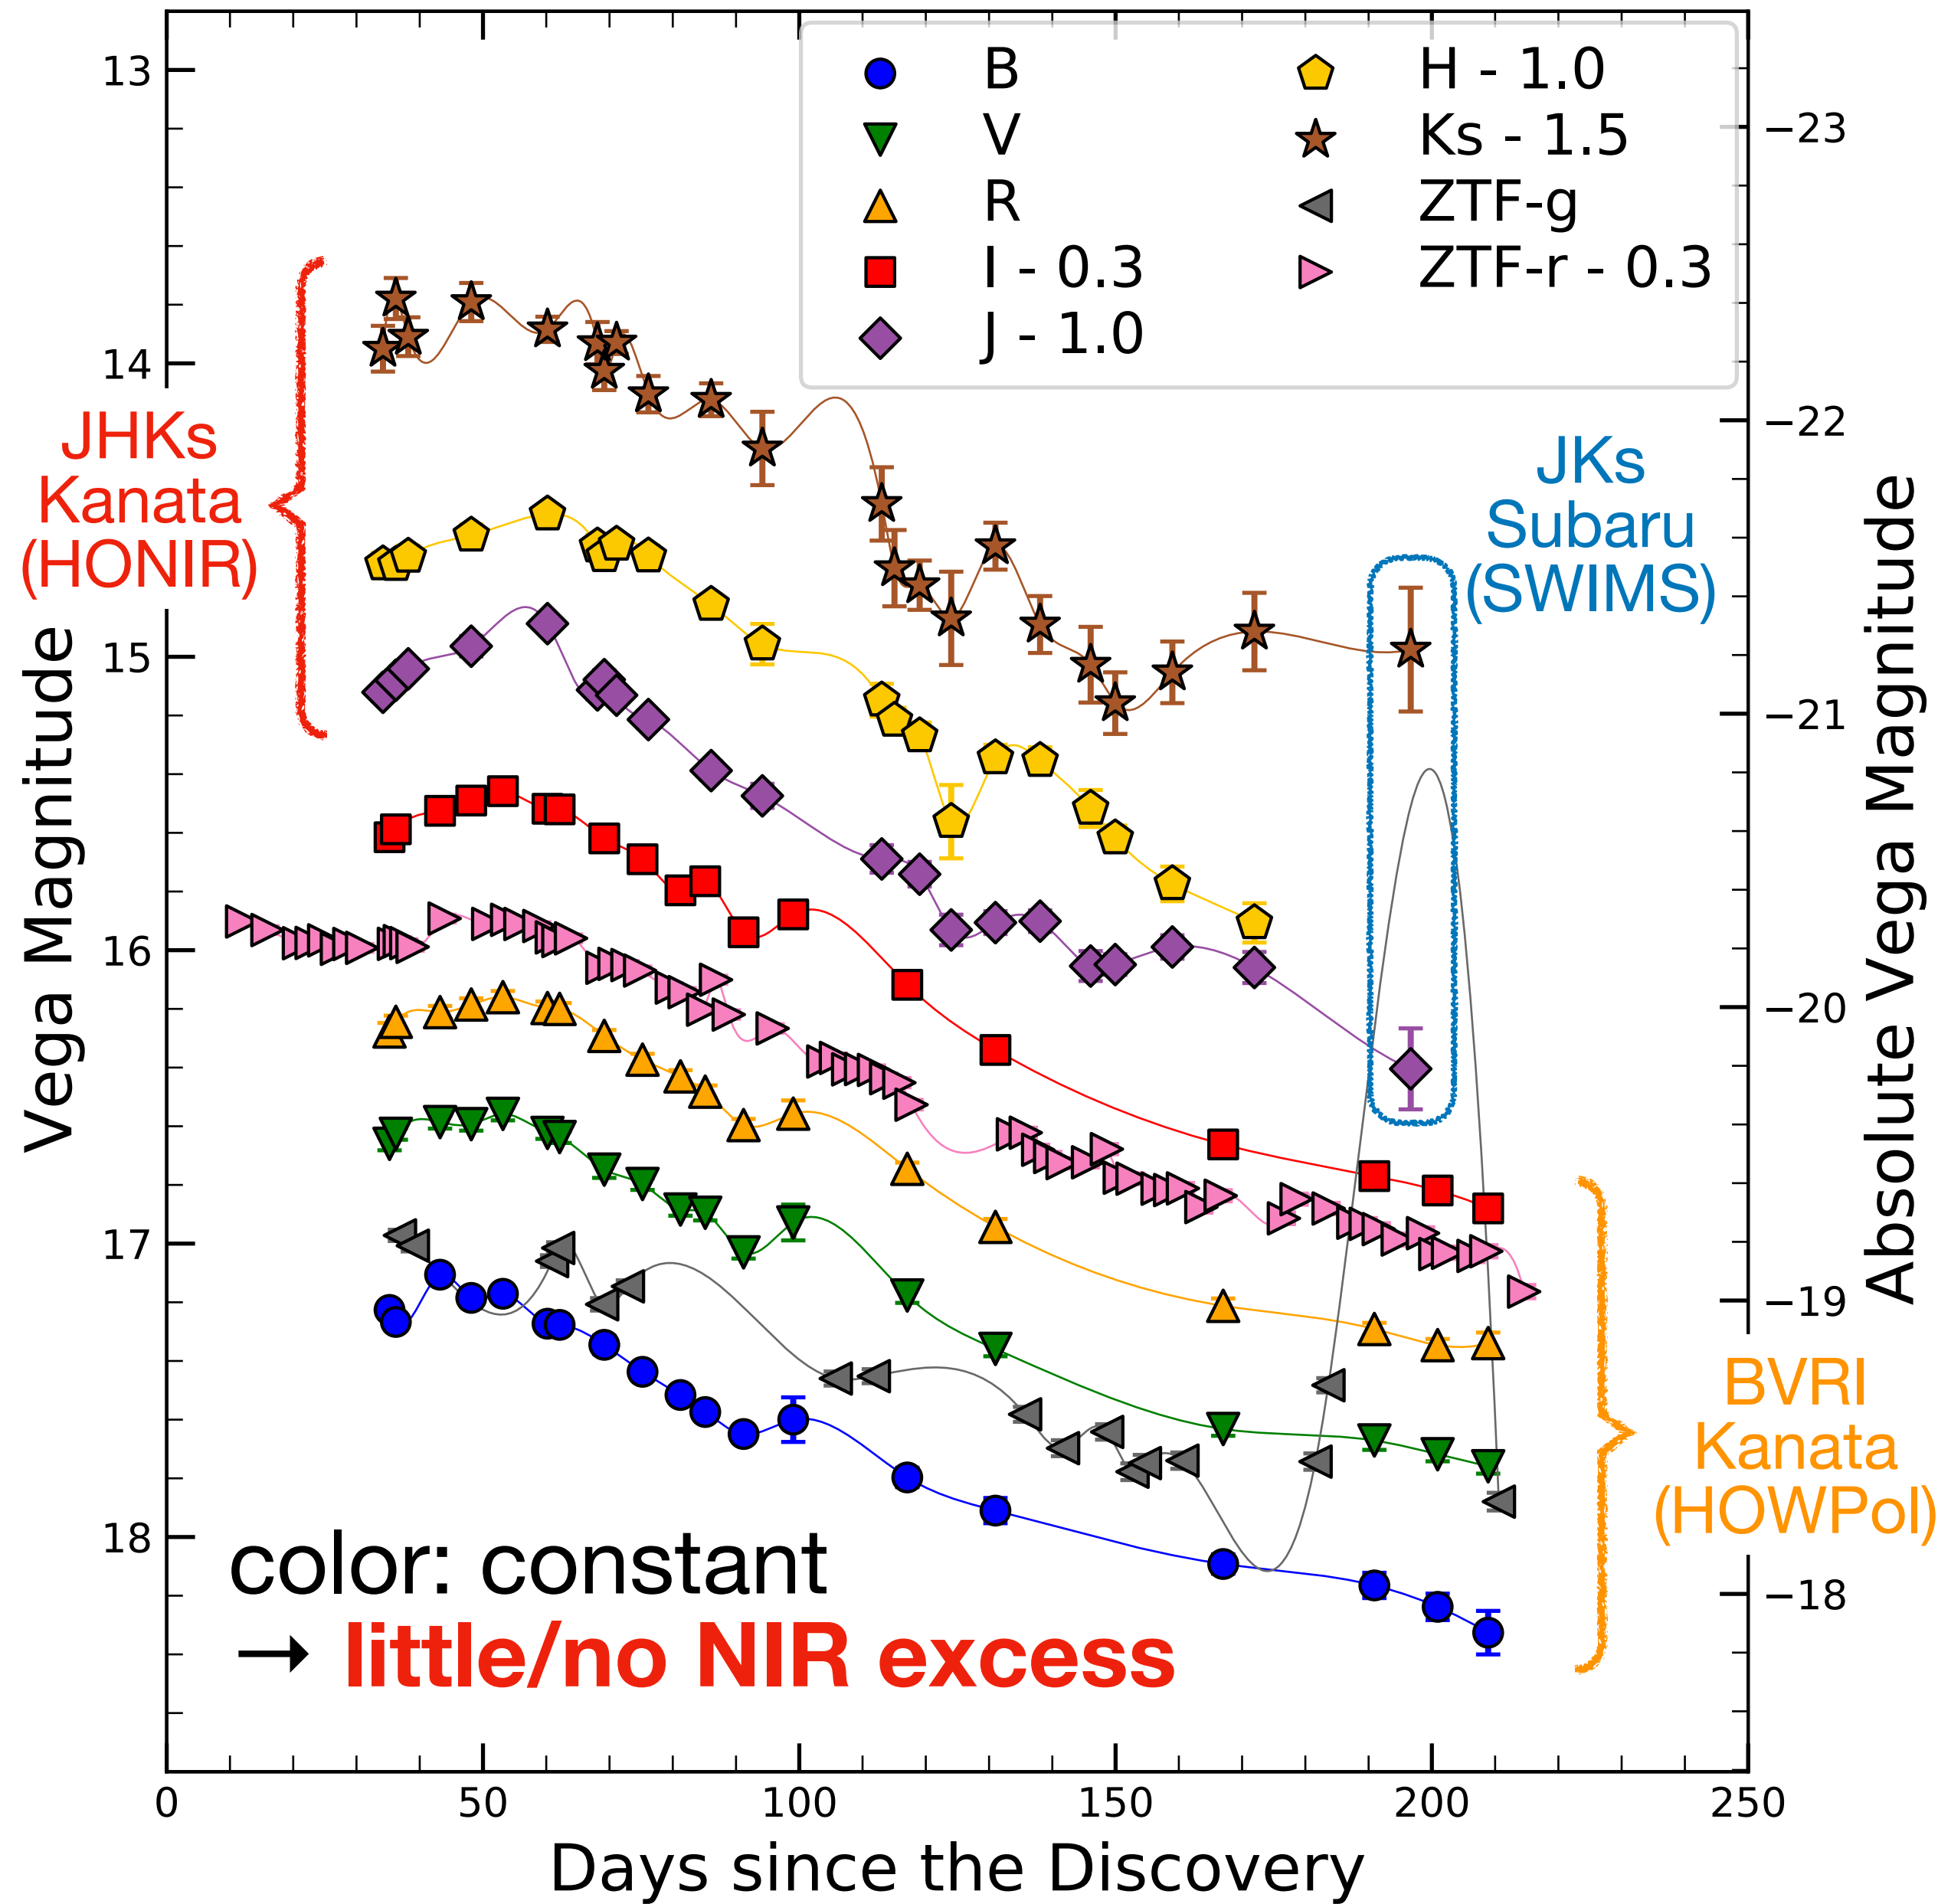 13
14
15
16
17
18
Vega Magnitude
B
V
R
I - 0.3
J - 1.0
H - 1.0
Ks - 1.5
ZTF-g
ZTF-r - 0.3
JHKs
Kanata
(HONIR)
JKs
Subaru
(SWIMS)
BVRI
Kanata
(HOWPol)
color: constant
→ little/no NIR excess
−23
−22
−21
−20
−19
−18
Absolute Vega Magnitude
0 50 100 150 200 250
Days since the Discovery